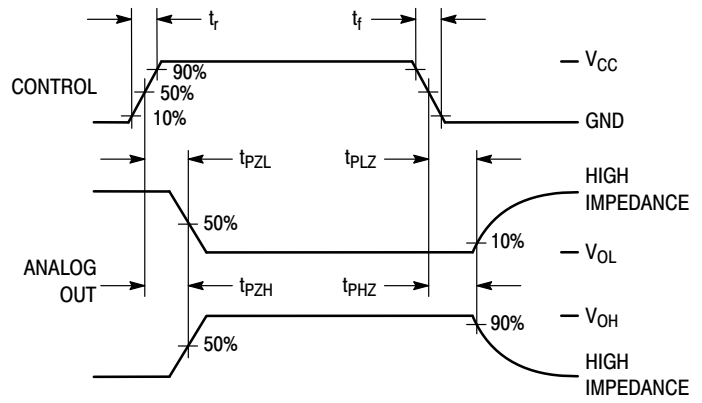 tr
tf
VCC
90%
CONTROL
50%
10%
GND
tPZL
tPLZ
HIGH
IMPEDANCE
50%
10%
VOL
ANALOG
OUT
tPZH
tPHZ
VOH
90%
50%
HIGH
IMPEDANCE